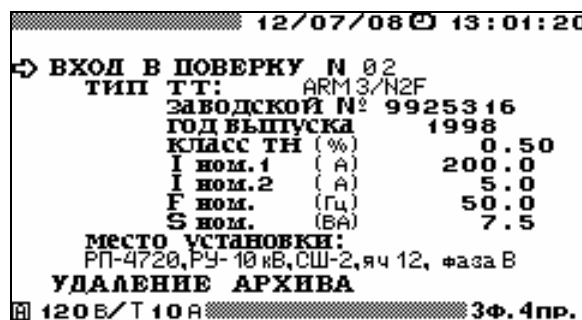 12/07/08 13:01:20
ВХОД В ПОВЕРКУ N 02
ТИП ТТ: ARM3/N2F
заводской № 9925316
год выпуска 1998
класс ТН (%) 0.50
I ном.1 (А) 200.0
I ном.2 (А) 5.0
F ном. (Гц) 50.0
S ном. (ВА) 7.5
место установки:
РП-4720,РУ-10кВ,СШ-2,яч 12, фаза В
УДАЛЕНИЕ АРХИВА
А 120В/Т10А 3Ф.4пр.